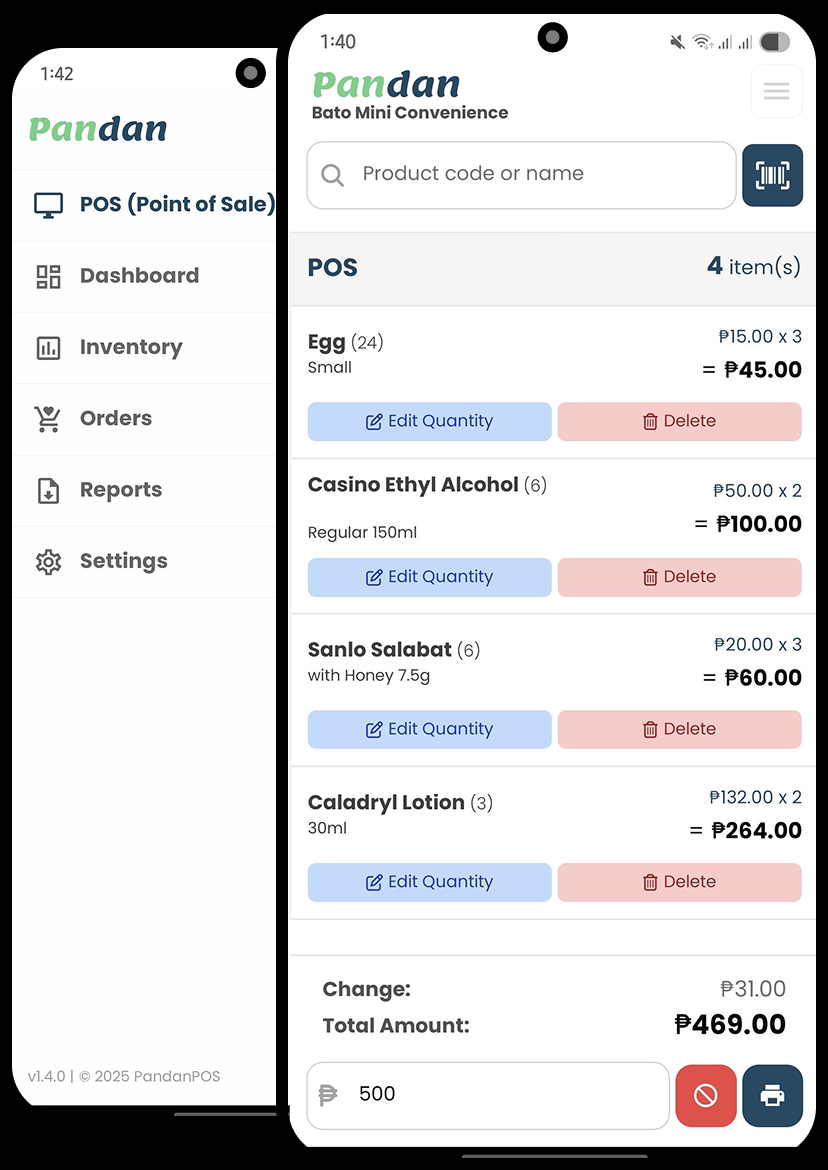 1:42
Pandan
POS (Point of Sale)
Dashboard
Inventory
Orders
Reports
Settings
v1.4.0 | © 2025 PandanPOS
1:40
Pandan
Bato Mini Convenience
Product code or name
POS 4 item(s)
Egg (24) ₱15.00 x 3
Small = ₱45.00
Edit Quantity Delete
Casino Ethyl Alcohol (6) ₱50.00 x 2
Regular 150ml = ₱100.00
Edit Quantity Delete
Sanlo Salabat (6) ₱20.00 x 3
with Honey 7.5g = ₱60.00
Edit Quantity Delete
Caladryl Lotion (3) ₱132.00 x 2
30ml = ₱264.00
Edit Quantity Delete
Change: ₱31.00
Total Amount: ₱469.00
₱ 500